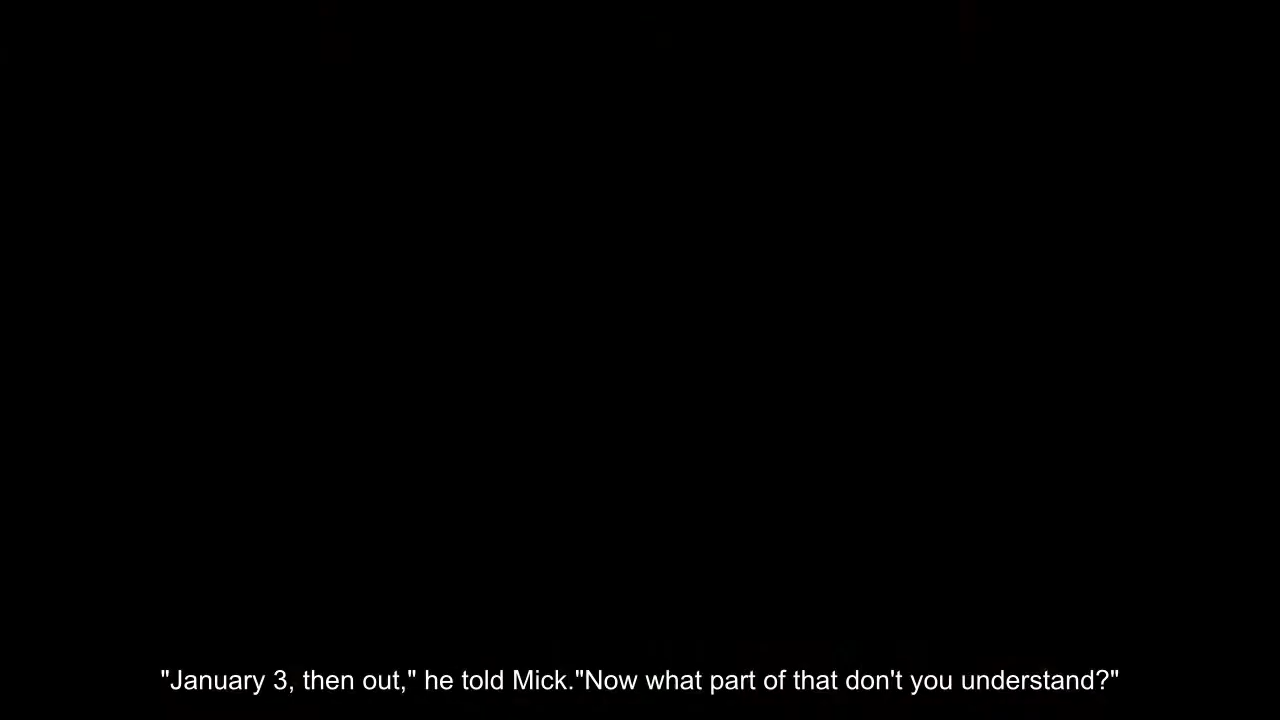 "January 3, then out," he told Mick."Now what part of that don't you understand?"